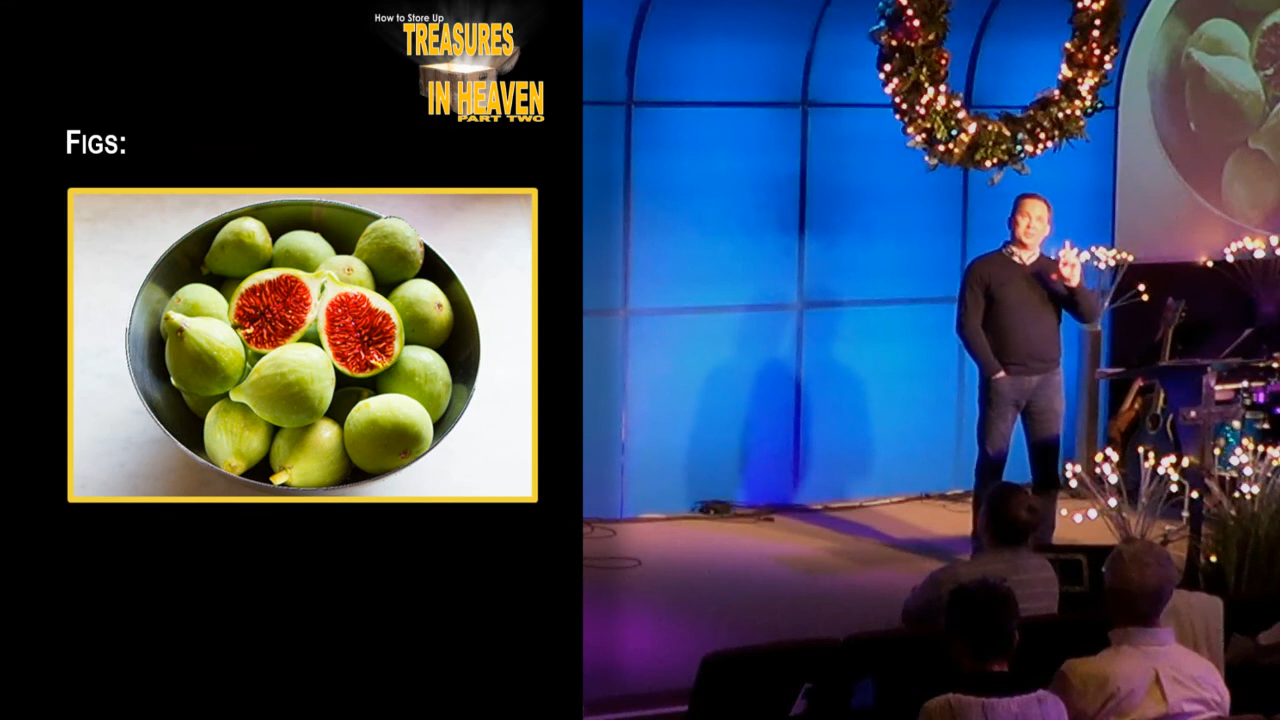 How to Store Up
TREASURES
IN HEAVEN
PART TWO
FIGS: